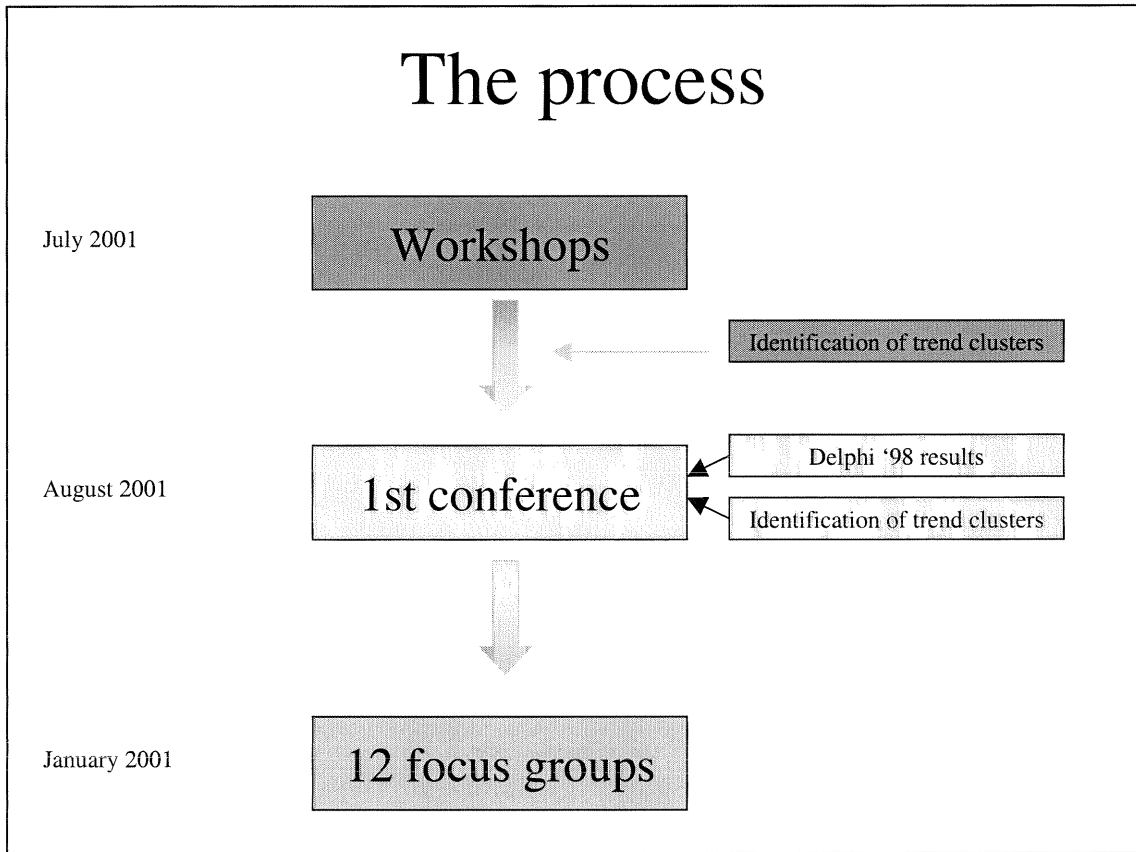 The process
July 2001
Workshops
Identification of trend clusters
August 2001
1st conference
Delphi ‘98 results
Identification of trend clusters
January 2001
12 focus groups